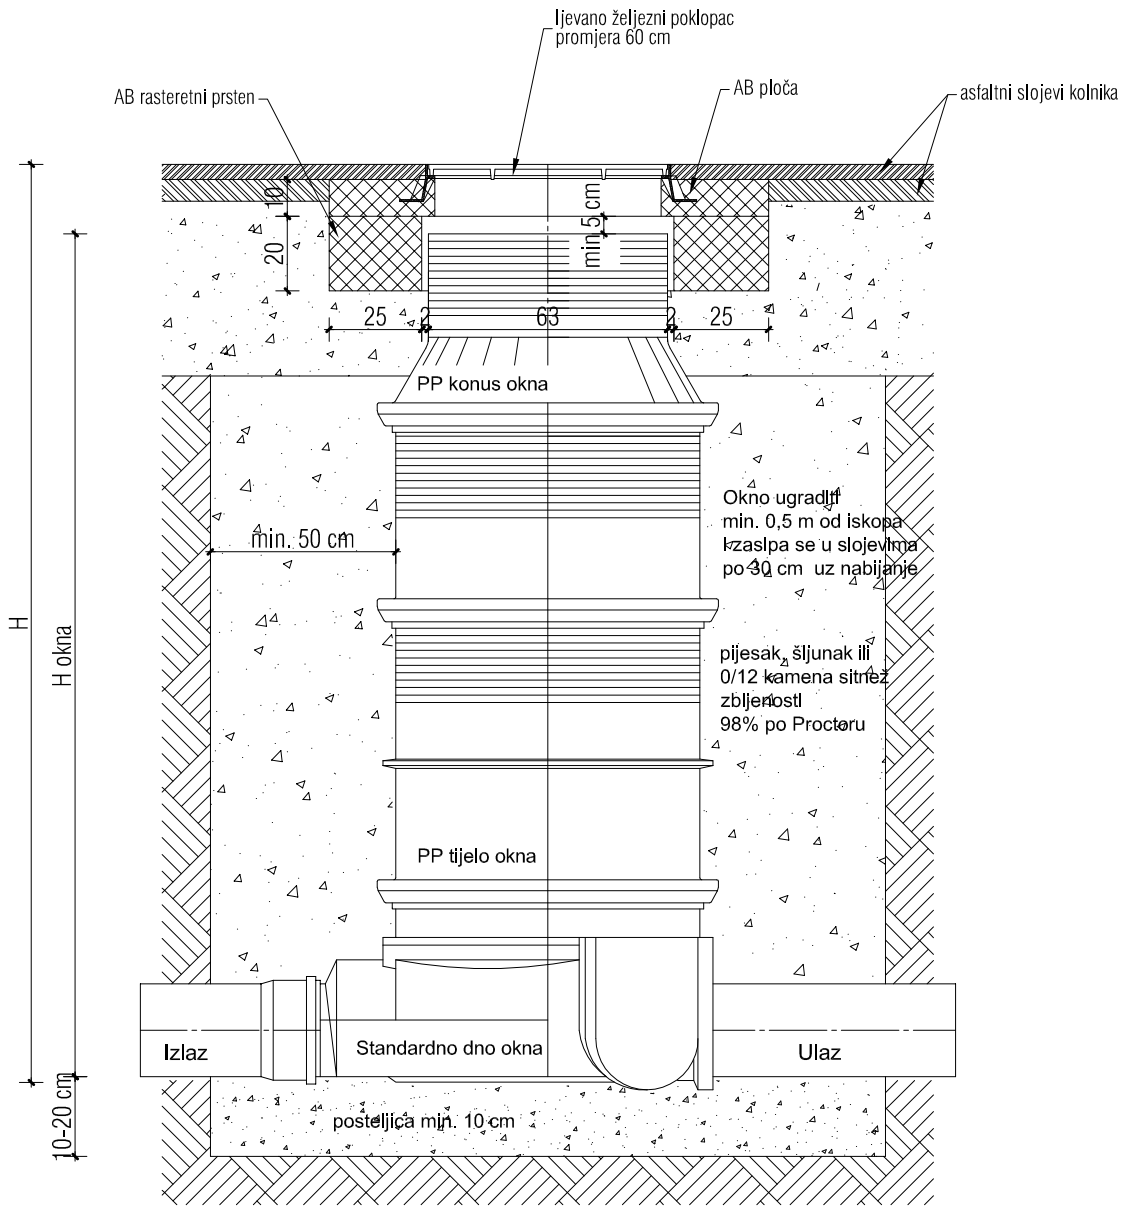 Ijevano željezni poklopac
promjera 60 cm
AB rasteretni prsten
AB ploča
asfaltni slojevi kolnika
10
20
min 5 cm
25
2
63
2
25
PP konus okna
Okno ugraditi
min. 0,5 m od iskopa
I zasipa se u slojevima
po 30 cm uz nabijanje
min. 50 cm
H
H okna
pijesak, šljunak ili
0/12 kamena sitnež
zbijenosti
98% po Proctoru
PP tijelo okna
Izlaz
Standardno dno okna
Ulaz
10-20 cm
posteljica min. 10 cm